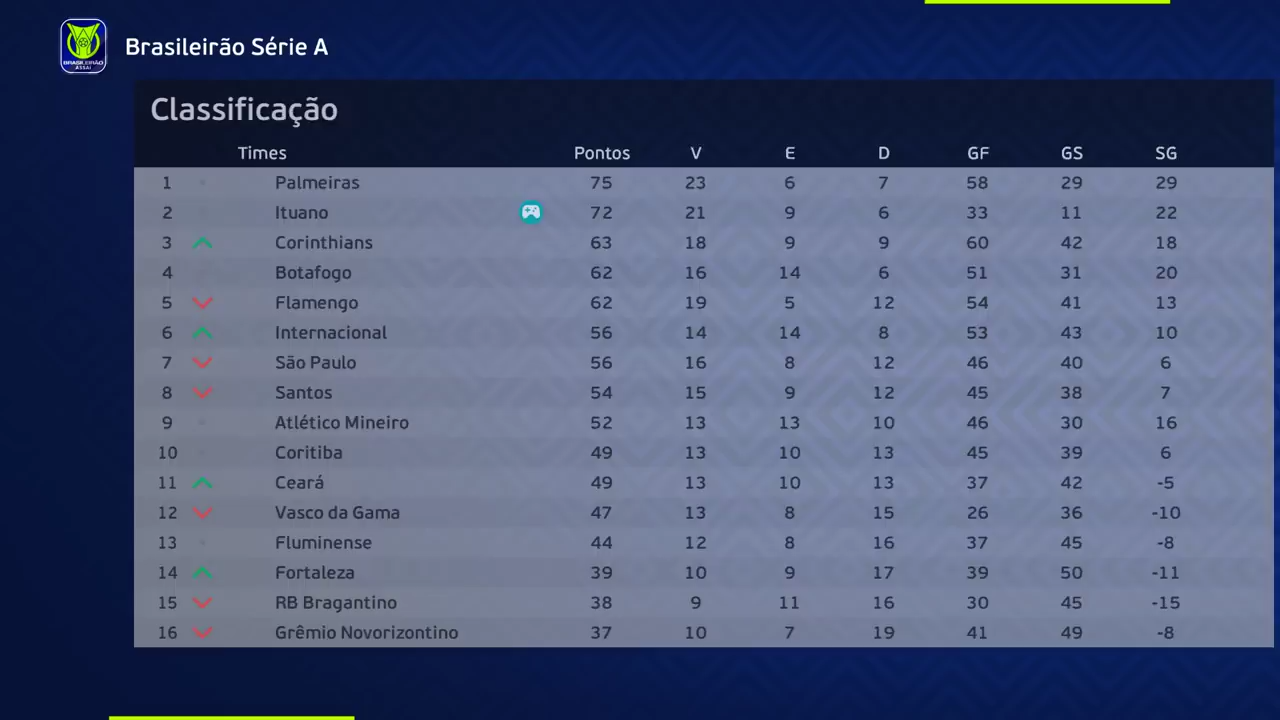 BRASILEIRÃO
ASSAÍ
Brasileirão Série A
Classificação
Times Pontos V E D GF GS SG
1 Palmeiras 75 23 6 7 58 29 29
2 Ituano 72 21 9 6 33 11 22
3 Corinthians 63 18 9 9 60 42 18
4 Botafogo 62 16 14 6 51 31 20
5 Flamengo 62 19 5 12 54 41 13
6 Internacional 56 14 14 8 53 43 10
7 São Paulo 56 16 8 12 46 40 6
8 Santos 54 15 9 12 45 38 7
9 Atlético Mineiro 52 13 13 10 46 30 16
10 Coritiba 49 13 10 13 45 39 6
11 Ceará 49 13 10 13 37 42 -5
12 Vasco da Gama 47 13 8 15 26 36 -10
13 Fluminense 44 12 8 16 37 45 -8
14 Fortaleza 39 10 9 17 39 50 -11
15 RB Bragantino 38 9 11 16 30 45 -15
16 Grêmio Novorizontino 37 10 7 19 41 49 -8